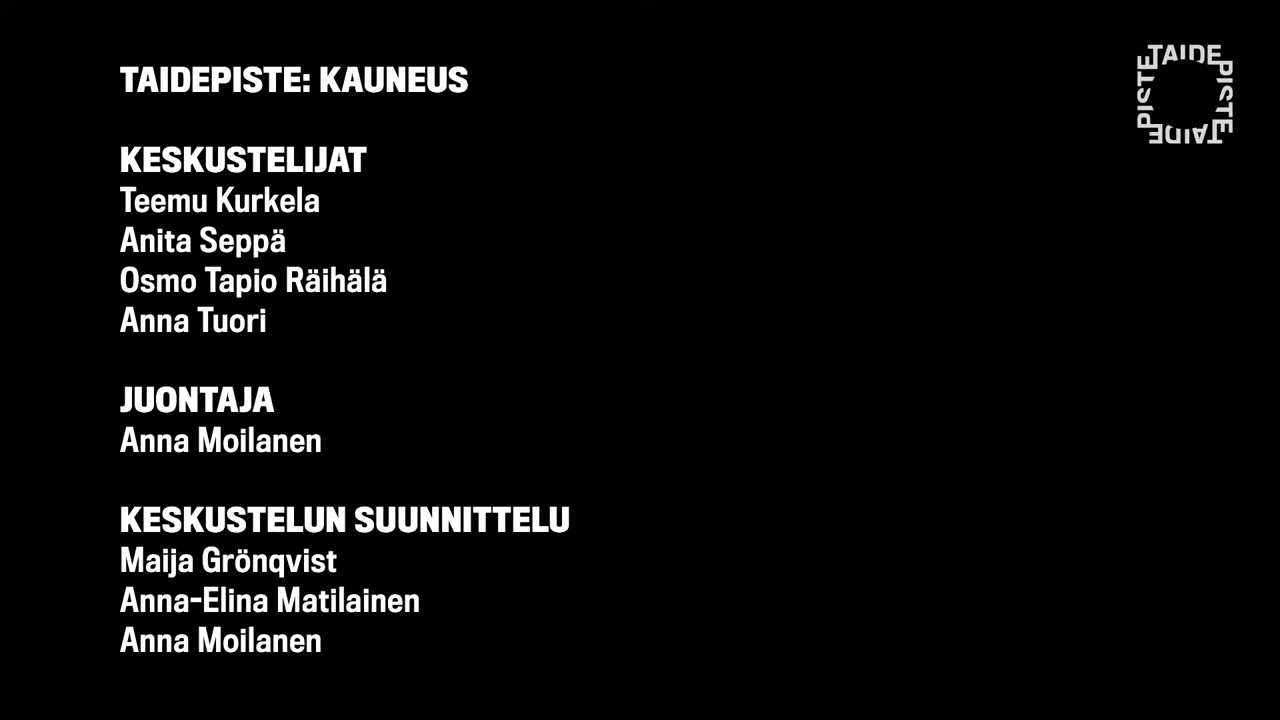 TAIDEPISTE: KAUNEUS
KESKUSTELIJAT
Teemu Kurkela
Anita Seppä
Osmo Tapio Räihälä
Anna Tuori
JUONTAJA
Anna Moilanen
KESKUSTELUN SUUNNITTELU
Maija Grönqvist
Anna-Elina Matilainen
Anna Moilanen
TAIDE
PISTE
TAIDE
PISTE